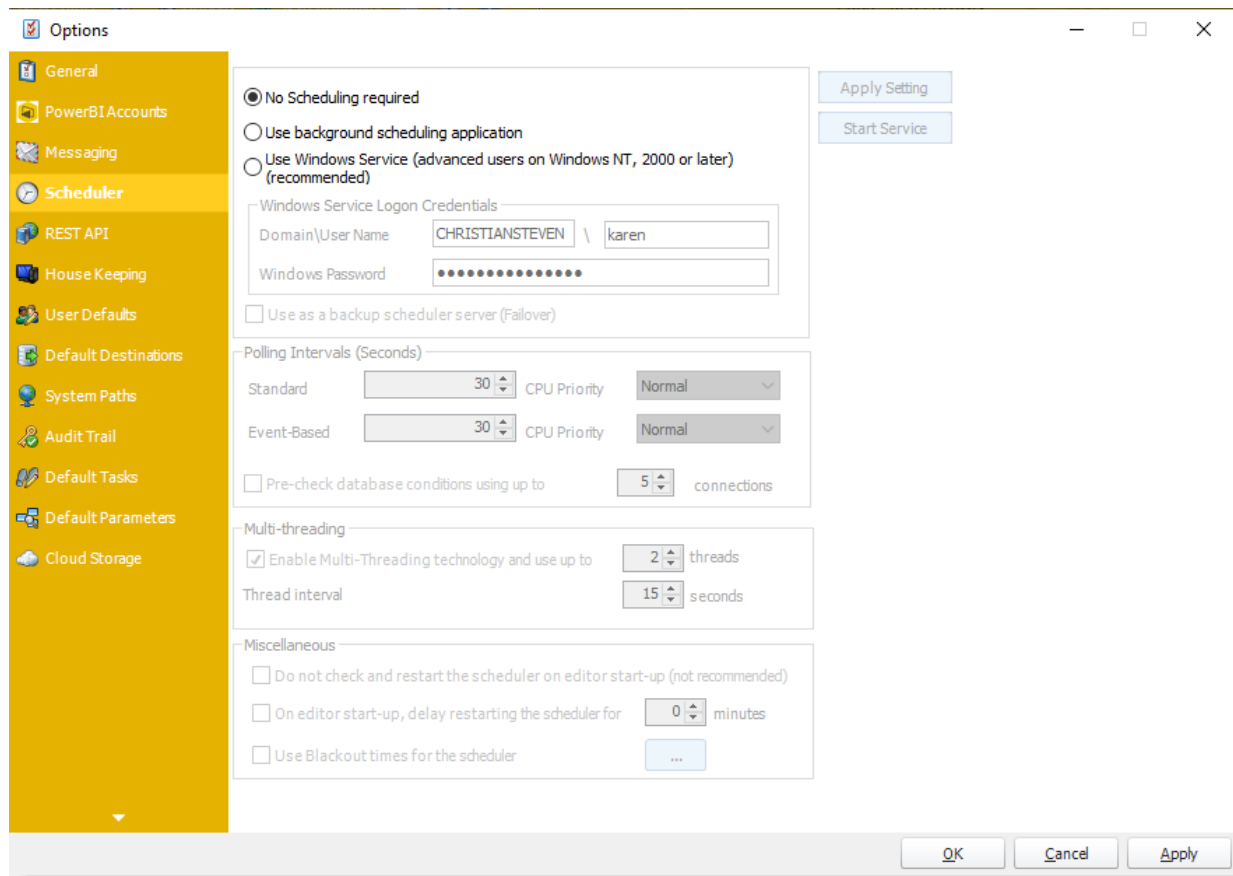 Options
General
PowerBI Accounts
Messaging
Scheduler
REST API
House Keeping
User Defaults
Default Destinations
System Paths
Audit Trail
Default Tasks
Default Parameters
Cloud Storage
No Scheduling required
Use background scheduling application
Use Windows Service (advanced users on Windows NT, 2000 or later)
(recommended)
Windows Service Logon Credentials
Domain\User Name CHRISTIANSTEVEN \ karen
Windows Password ●●●●●●●●●●●●●●●
Use as a backup scheduler server (Failover)
Apply Setting
Start Service
Polling Intervals (Seconds)
Standard 30 CPU Priority Normal
Event-Based 30 CPU Priority Normal
Pre-check database conditions using up to 5 connections
Multi-threading
Enable Multi-Threading technology and use up to 2 threads
Thread interval 15 seconds
Miscellaneous
Do not check and restart the scheduler on editor start-up (not recommended)
On editor start-up, delay restarting the scheduler for 0 minutes
Use Blackout times for the scheduler ...
OK Cancel Apply